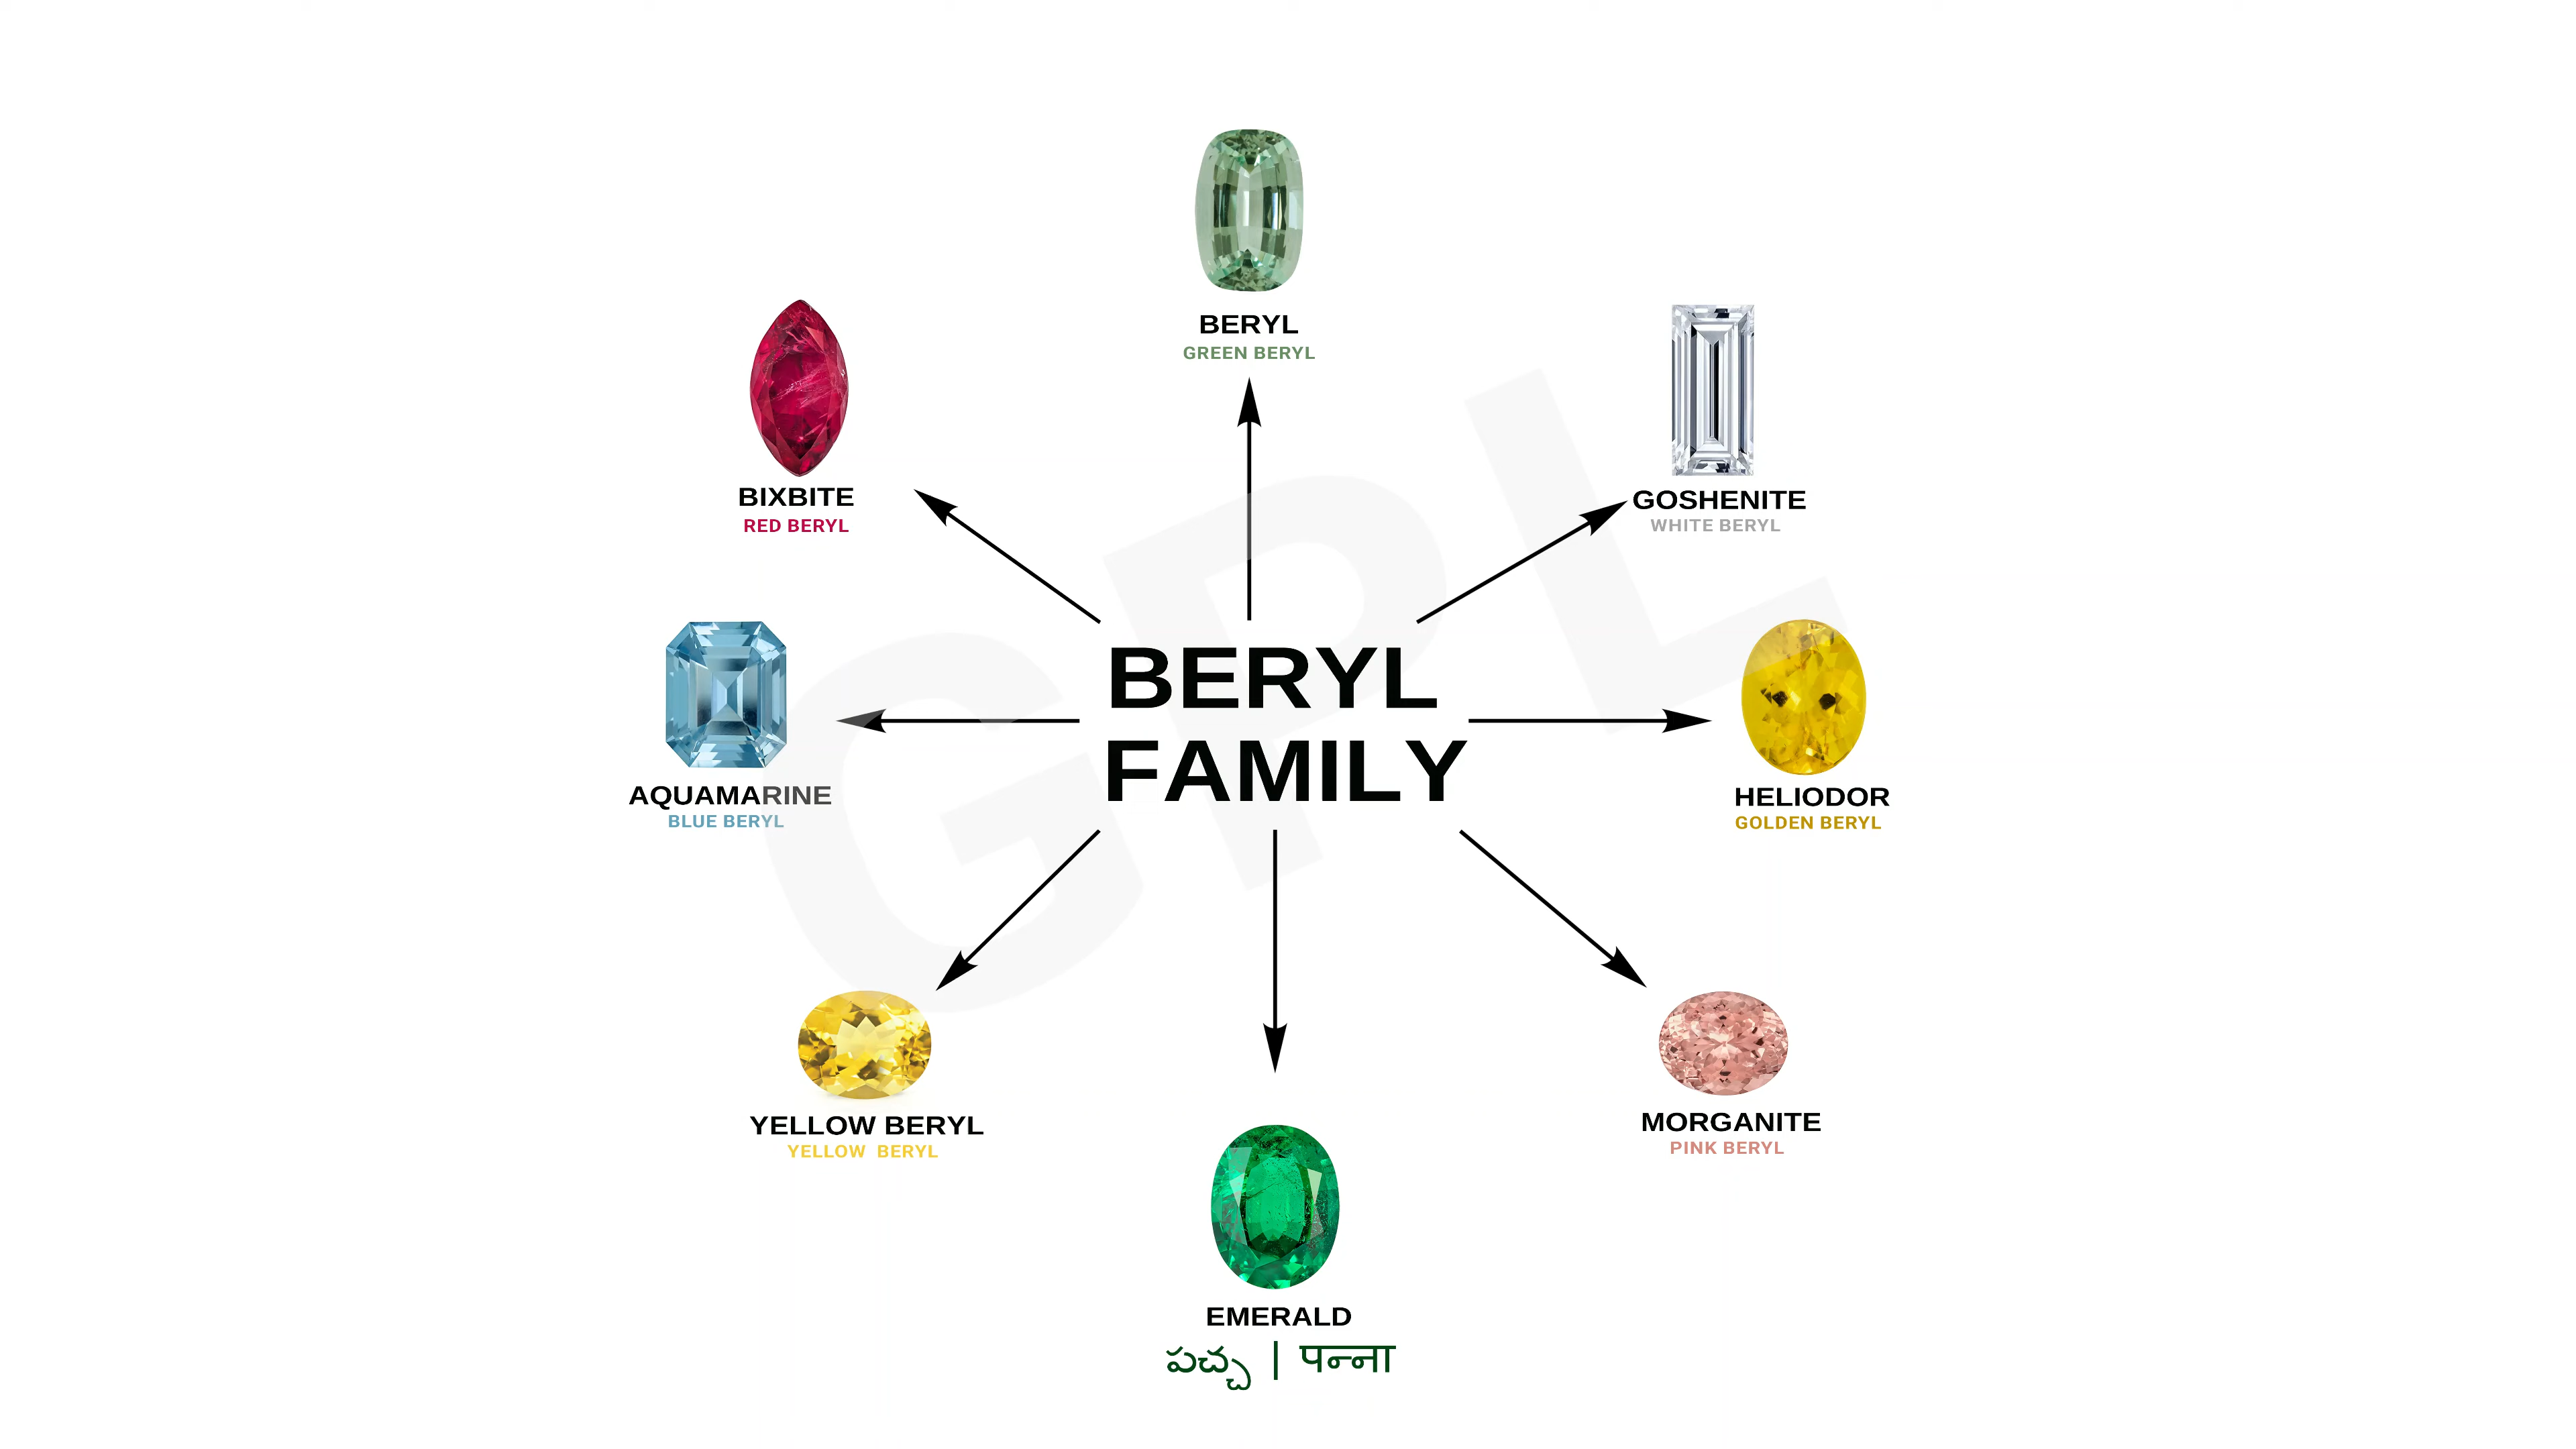 BERYL
GREEN BERYL
BIXBITE
RED BERYL
GOSHENITE
WHITE BERYL
BERYL
FAMILY
AQUAMARINE
BLUE BERYL
HELIODOR
GOLDEN BERYL
YELLOW BERYL
YELLOW BERYL
MORGANITE
PINK BERYL
EMERALD
పచ్చ | पन्ना
GPL